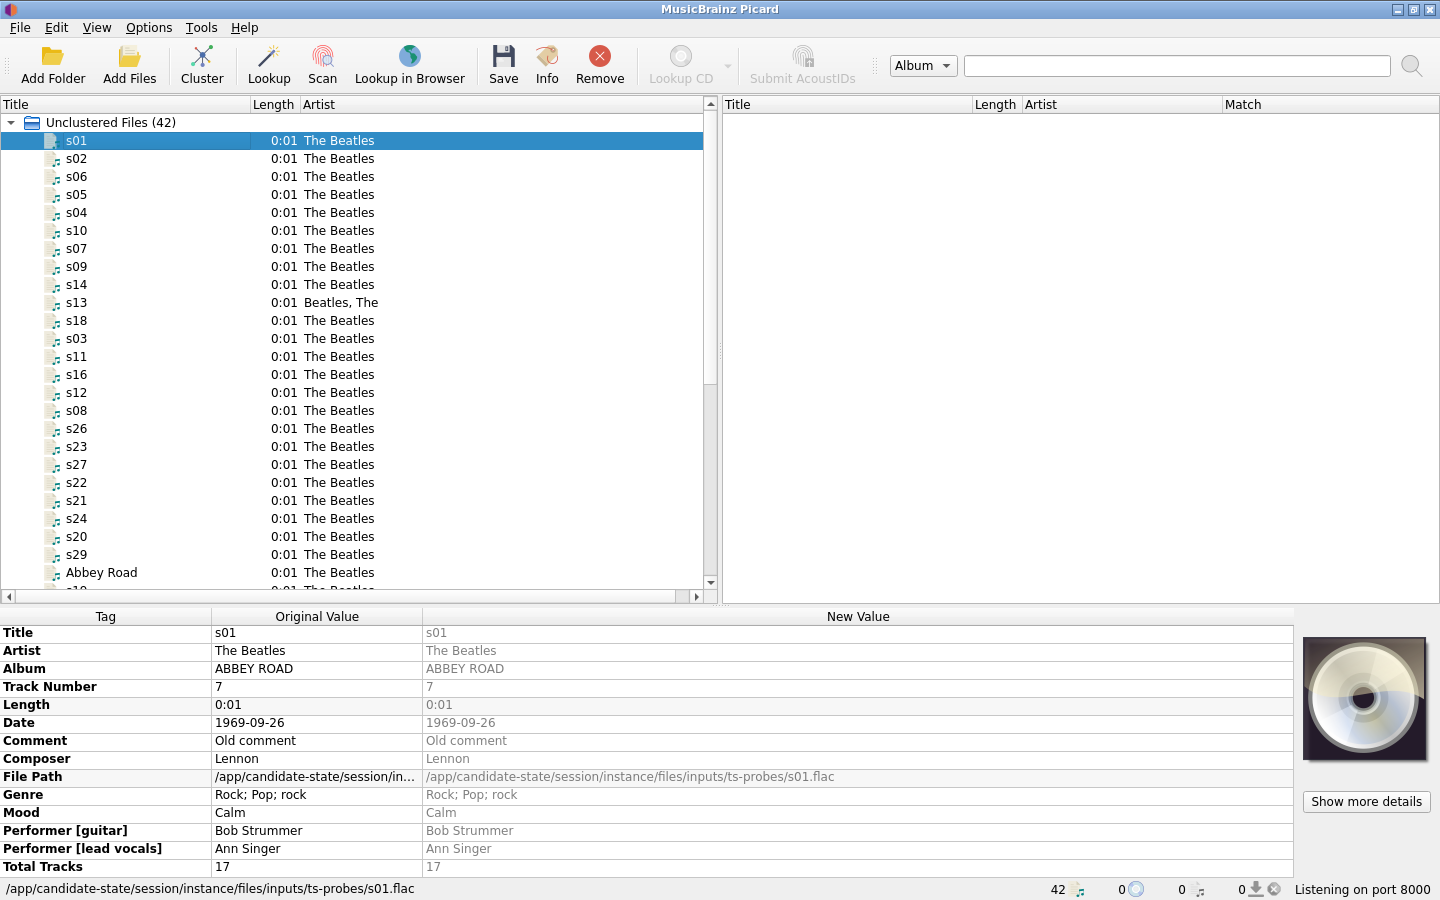 MusicBrainz Picard
File Edit View Options Tools Help
Add Folder Add Files Cluster Lookup Scan Lookup in Browser Save Info Remove Lookup CD Submit AcoustIDs Album
Title Length Artist
Title Length Artist Match
Unclustered Files (42)
s01 0:01 The Beatles
s02 0:01 The Beatles
s06 0:01 The Beatles
s05 0:01 The Beatles
s04 0:01 The Beatles
s10 0:01 The Beatles
s07 0:01 The Beatles
s09 0:01 The Beatles
s14 0:01 The Beatles
s13 0:01 Beatles, The
s18 0:01 The Beatles
s03 0:01 The Beatles
s11 0:01 The Beatles
s16 0:01 The Beatles
s12 0:01 The Beatles
s08 0:01 The Beatles
s26 0:01 The Beatles
s23 0:01 The Beatles
s27 0:01 The Beatles
s22 0:01 The Beatles
s21 0:01 The Beatles
s24 0:01 The Beatles
s20 0:01 The Beatles
s29 0:01 The Beatles
Abbey Road 0:01 The Beatles
Tag Original Value New Value
Title s01 s01
Artist The Beatles The Beatles
Album ABBEY ROAD ABBEY ROAD
Track Number 7 7
Length 0:01 0:01
Date 1969-09-26 1969-09-26
Comment Old comment Old comment
Composer Lennon Lennon
File Path /app/candidate-state/session/in... /app/candidate-state/session/instance/files/inputs/ts-probes/s01.flac
Genre Rock; Pop; rock Rock; Pop; rock
Mood Calm Calm
Performer [guitar] Bob Strummer Bob Strummer
Performer [lead vocals] Ann Singer Ann Singer
Total Tracks 17 17
Show more details
/app/candidate-state/session/instance/files/inputs/ts-probes/s01.flac 42 0 0 0 Listening on port 8000